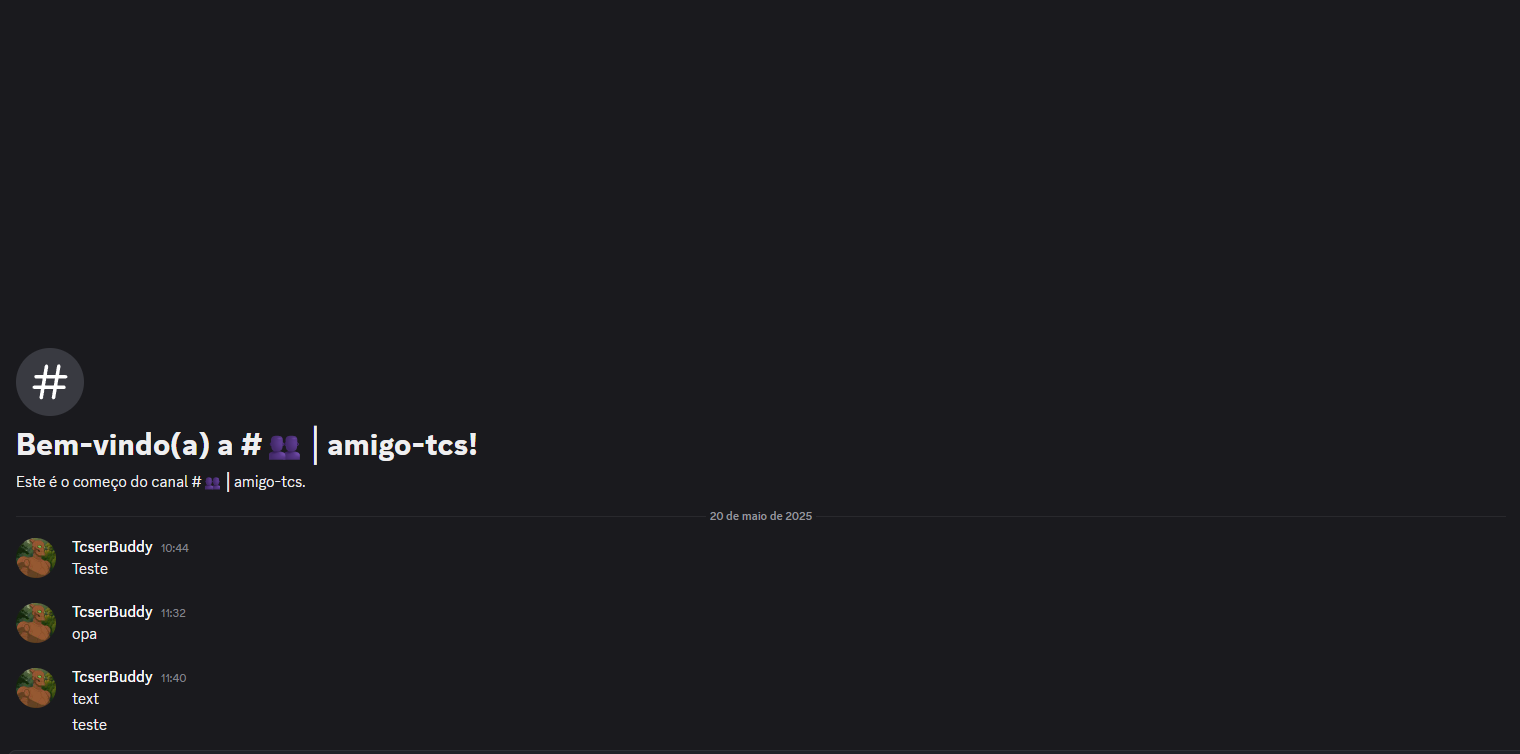 #
Bem-vindo(a) a #👥 | amigo-tcs!
Este é o começo do canal #👥 | amigo-tcs.
20 de maio de 2025
TcserBuddy 10:44
Teste
TcserBuddy 11:32
opa
TcserBuddy 11:40
text
teste